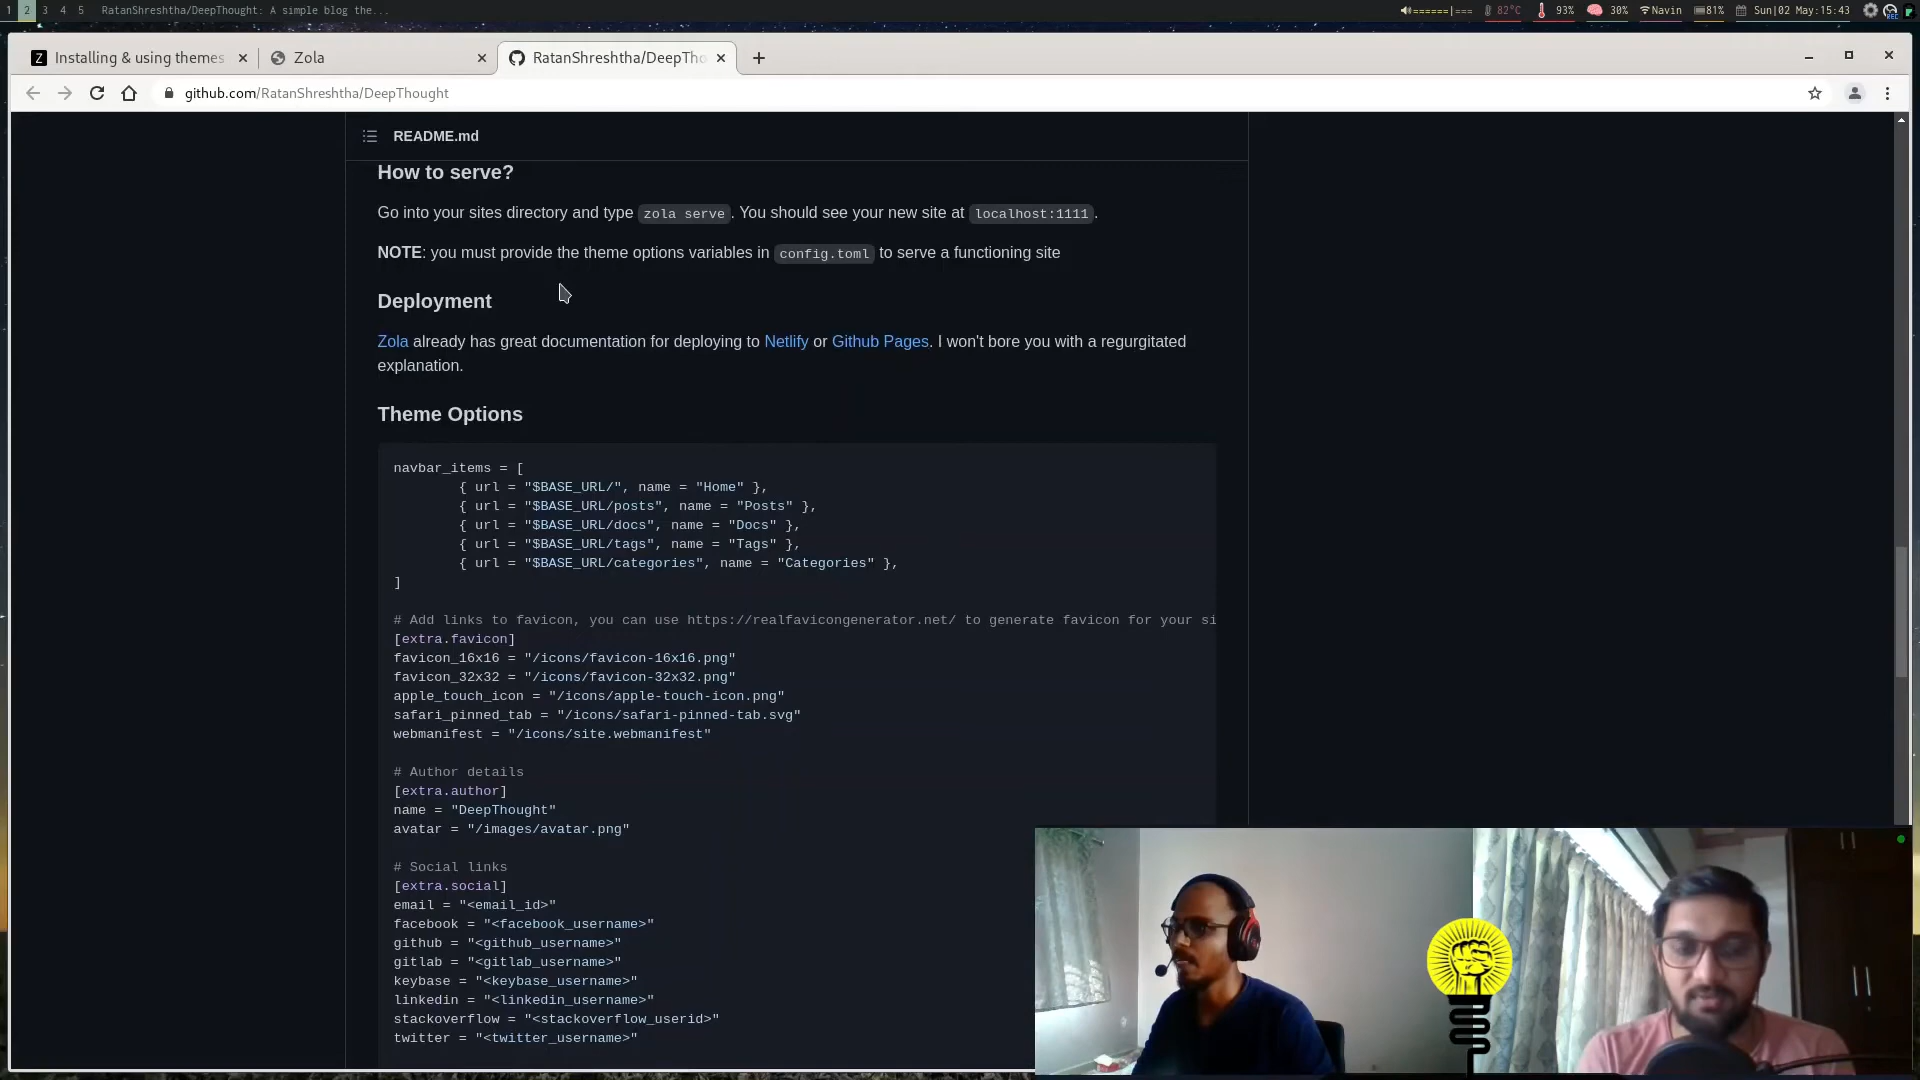 1 2 3 4 5 RatanShreshtha/DeepThought: A simple blog the...
82°C 93% 30% Navin 81% Sun|02 May:15:43
Installing & using themes
Zola
RatanShreshtha/DeepTho
github.com/RatanShreshtha/DeepThought
README.md
How to serve?
Go into your sites directory and type zola serve. You should see your new site at localhost:1111.
NOTE: you must provide the theme options variables in config.toml to serve a functioning site
Deployment
Zola already has great documentation for deploying to Netlify or Github Pages. I won't bore you with a regurgitated
explanation.
Theme Options
navbar_items = [
{ url = "$BASE_URL/", name = "Home" },
{ url = "$BASE_URL/posts", name = "Posts" },
{ url = "$BASE_URL/docs", name = "Docs" },
{ url = "$BASE_URL/tags", name = "Tags" },
{ url = "$BASE_URL/categories", name = "Categories" },
]
# Add links to favicon, you can use https://realfavicongenerator.net/ to generate favicon for your si
[extra.favicon]
favicon_16x16 = "/icons/favicon-16x16.png"
favicon_32x32 = "/icons/favicon-32x32.png"
apple_touch_icon = "/icons/apple-touch-icon.png"
safari_pinned_tab = "/icons/safari-pinned-tab.svg"
webmanifest = "/icons/site.webmanifest"
# Author details
[extra.author]
name = "DeepThought"
avatar = "/images/avatar.png"
# Social links
[extra.social]
email = "<email_id>"
facebook = "<facebook_username>"
github = "<github_username>"
gitlab = "<gitlab_username>"
keybase = "<keybase_username>"
linkedin = "<linkedin_username>"
stackoverflow = "<stackoverflow_userid>"
twitter = "<twitter_username>"